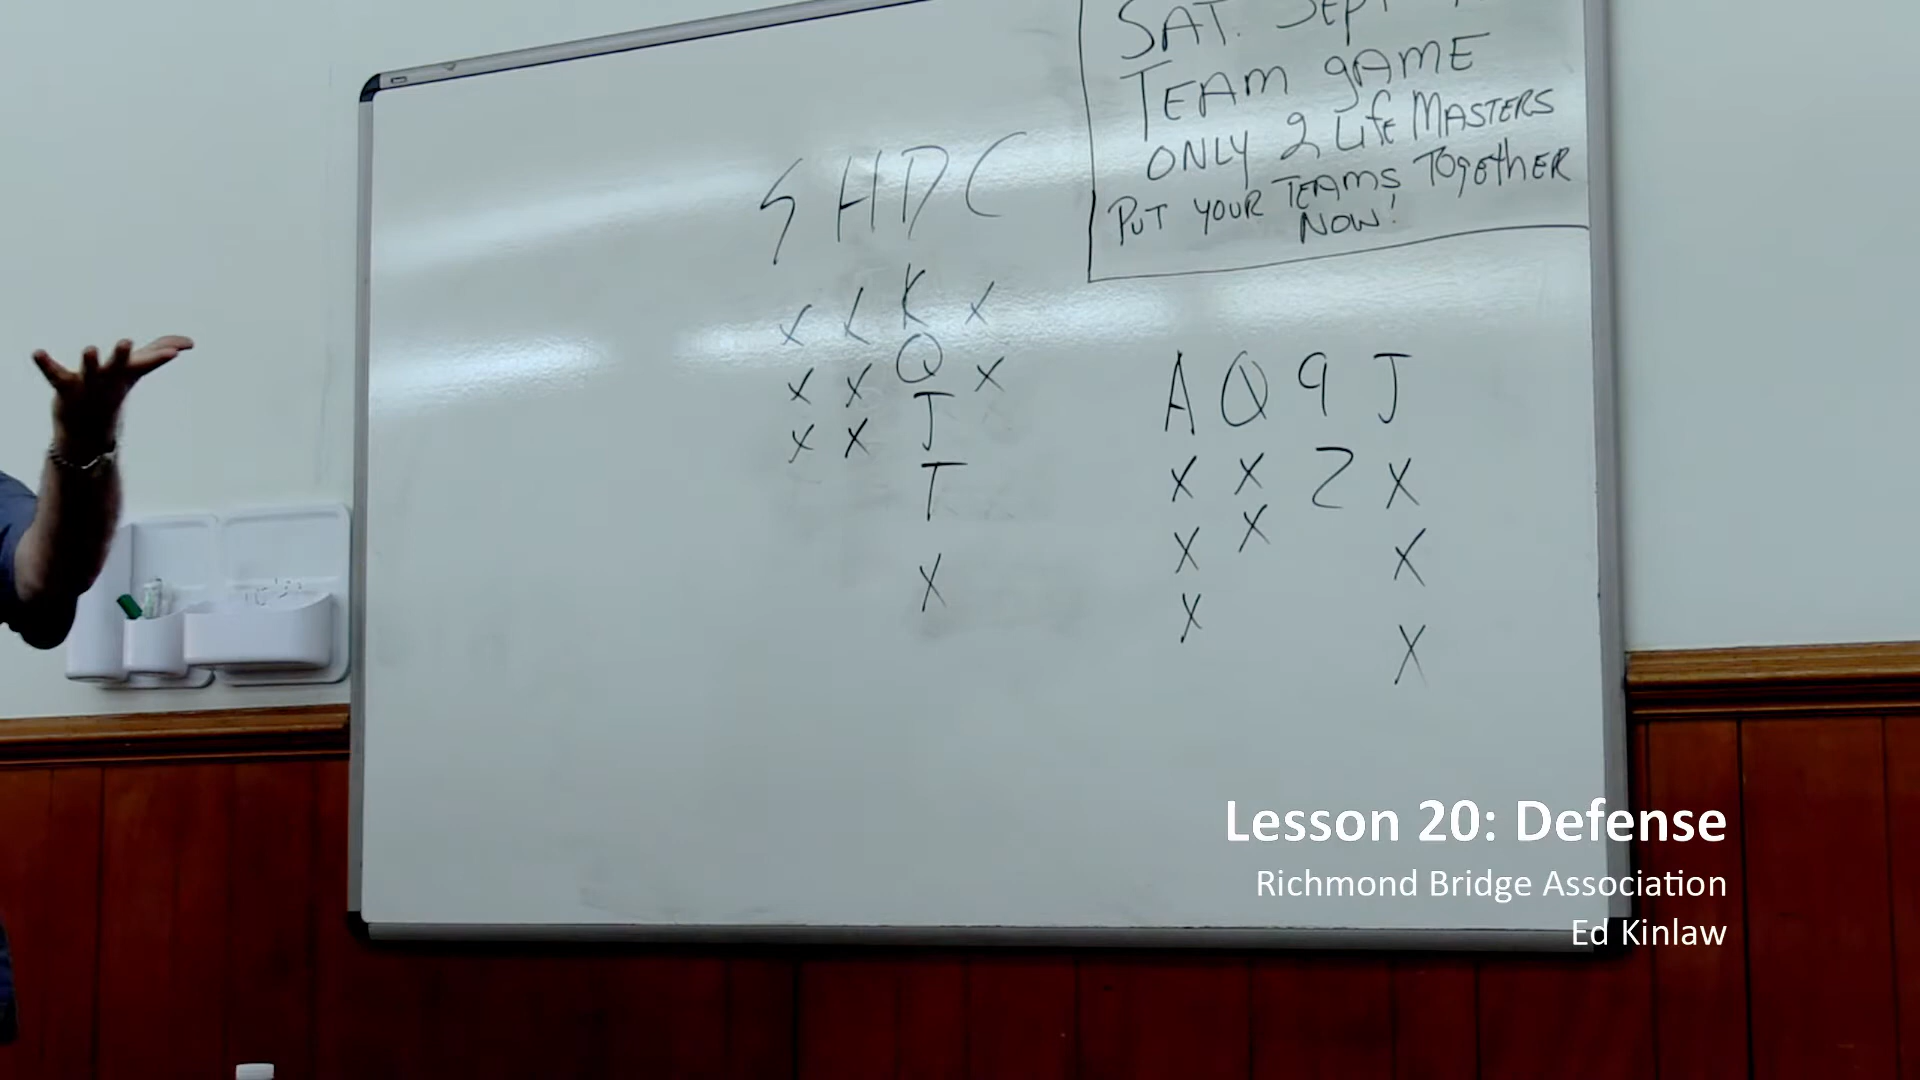 SAT. SEPT
TEAM gAME
ONLY 2 LifE MASTERS
PUT YOUR TEAMS TOgEthER
NOW!
S H D C
K
x x x
Q
x x x
J
x x
T
X
A Q 9 J
x x 2 x
x x x
x x
Lesson 20: Defense
Richmond Bridge Association
Ed Kinlaw